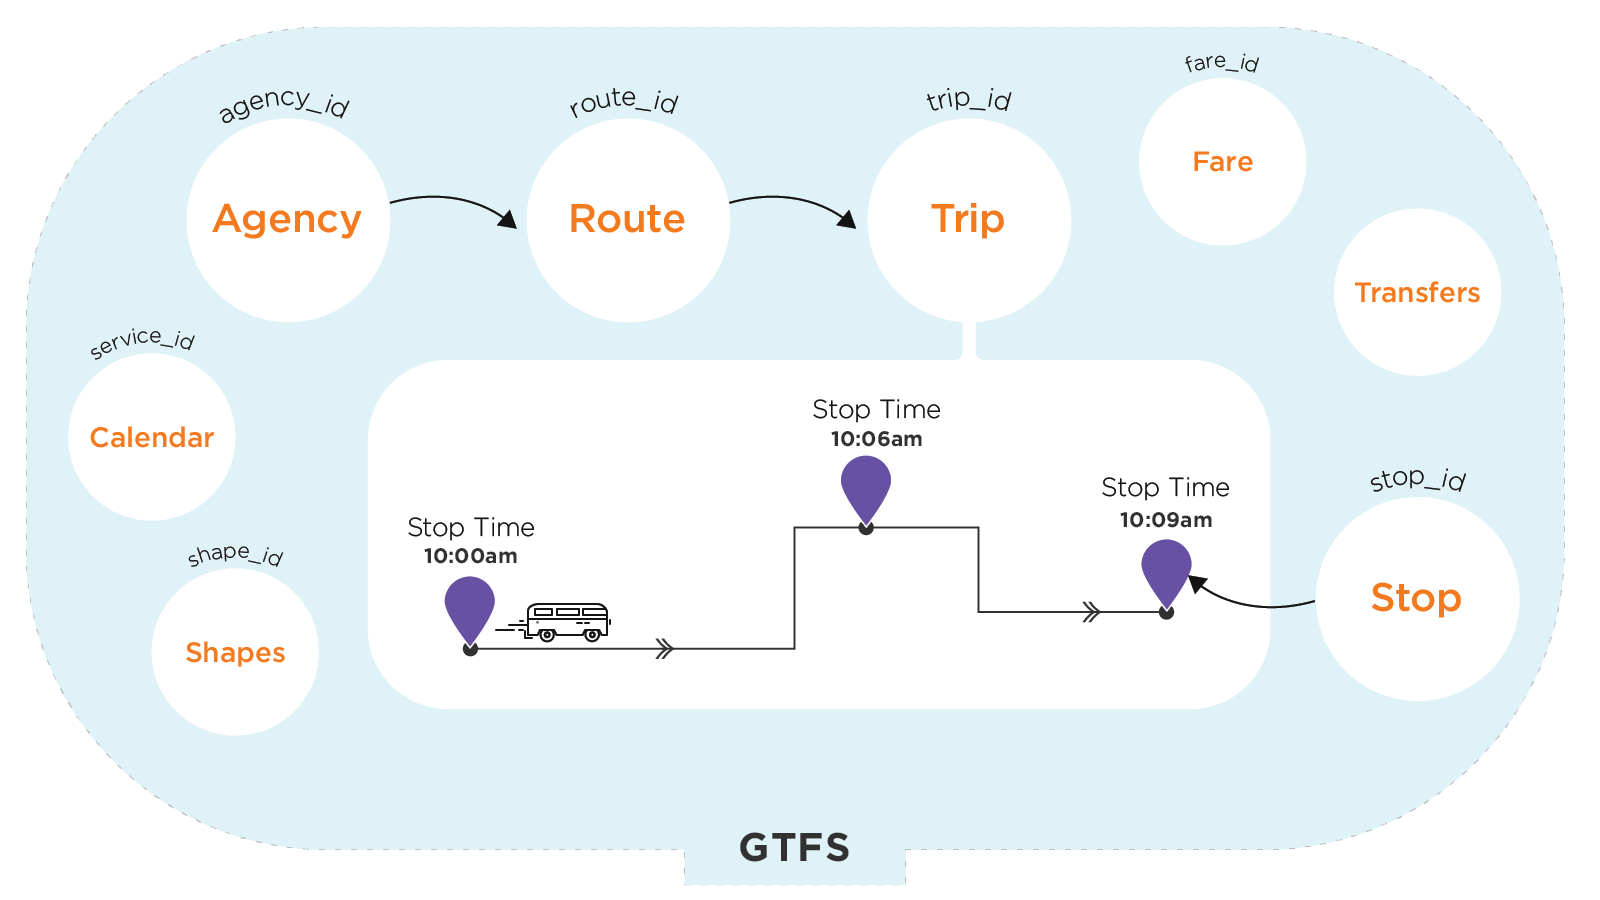 agency_id
Agency
route_id
Route
trip_id
Trip
fare_id
Fare
Transfers
service_id
Calendar
shape_id
Shapes
Stop Time
10:00am
Stop Time
10:06am
Stop Time
10:09am
stop_id
Stop
GTFS